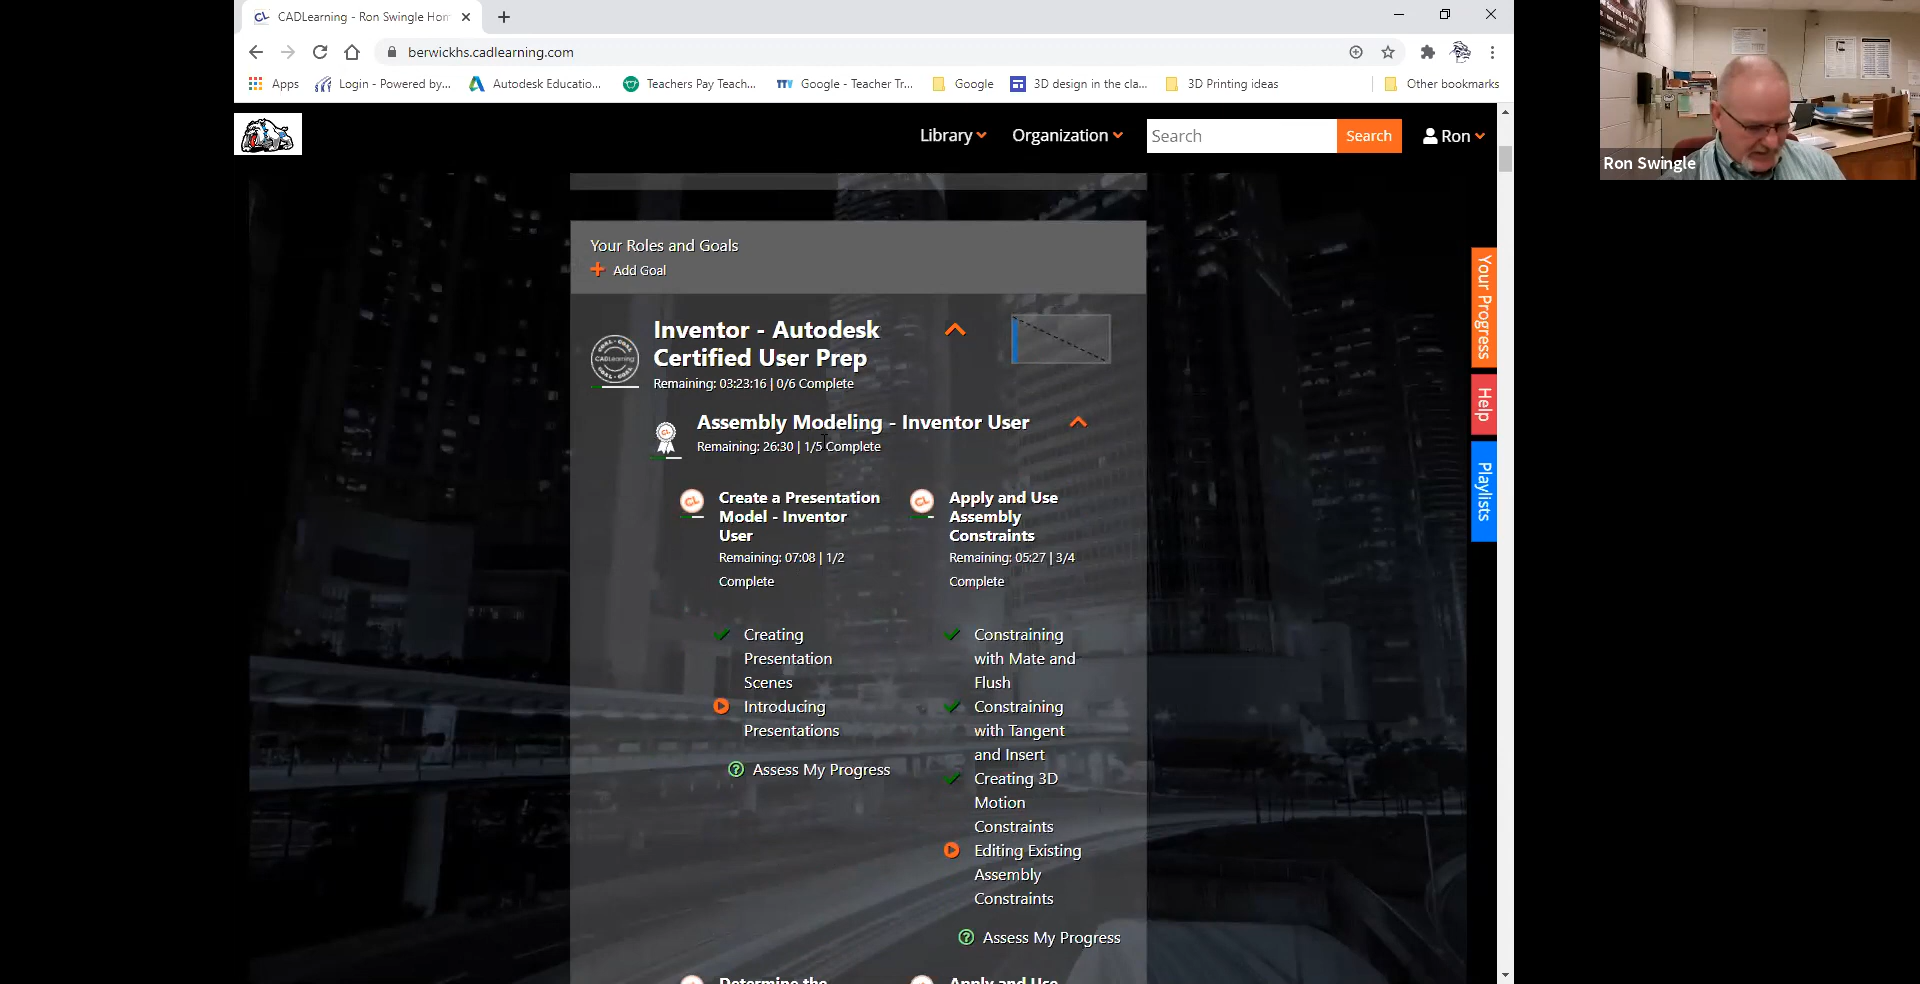 CADLearning - Ron Swingle Hom
berwickhs.cadlearning.com
Apps
Login - Powered by...
Autodesk Educatio...
Teachers Pay Teach...
Google - Teacher Tr...
Google
3D design in the cla...
3D Printing ideas
Other bookmarks
Library
Organization
Search
Search
Ron
Ron Swingle
Your Roles and Goals
Add Goal
Inventor - Autodesk
Certified User Prep
Remaining: 03:23:16 | 0/6 Complete
Assembly Modeling - Inventor User
Remaining: 26:30 | 1/5 Complete
Create a Presentation
Model - Inventor
User
Remaining: 07:08 | 1/2
Complete
Creating
Presentation
Scenes
Introducing
Presentations
Assess My Progress
Apply and Use
Assembly
Constraints
Remaining: 05:27 | 3/4
Complete
Constraining
with Mate and
Flush
Constraining
with Tangent
and Insert
Creating 3D
Motion
Constraints
Editing Existing
Assembly
Constraints
Assess My Progress
Determine the
Apply and Use
Your Progress
Help
Playlists